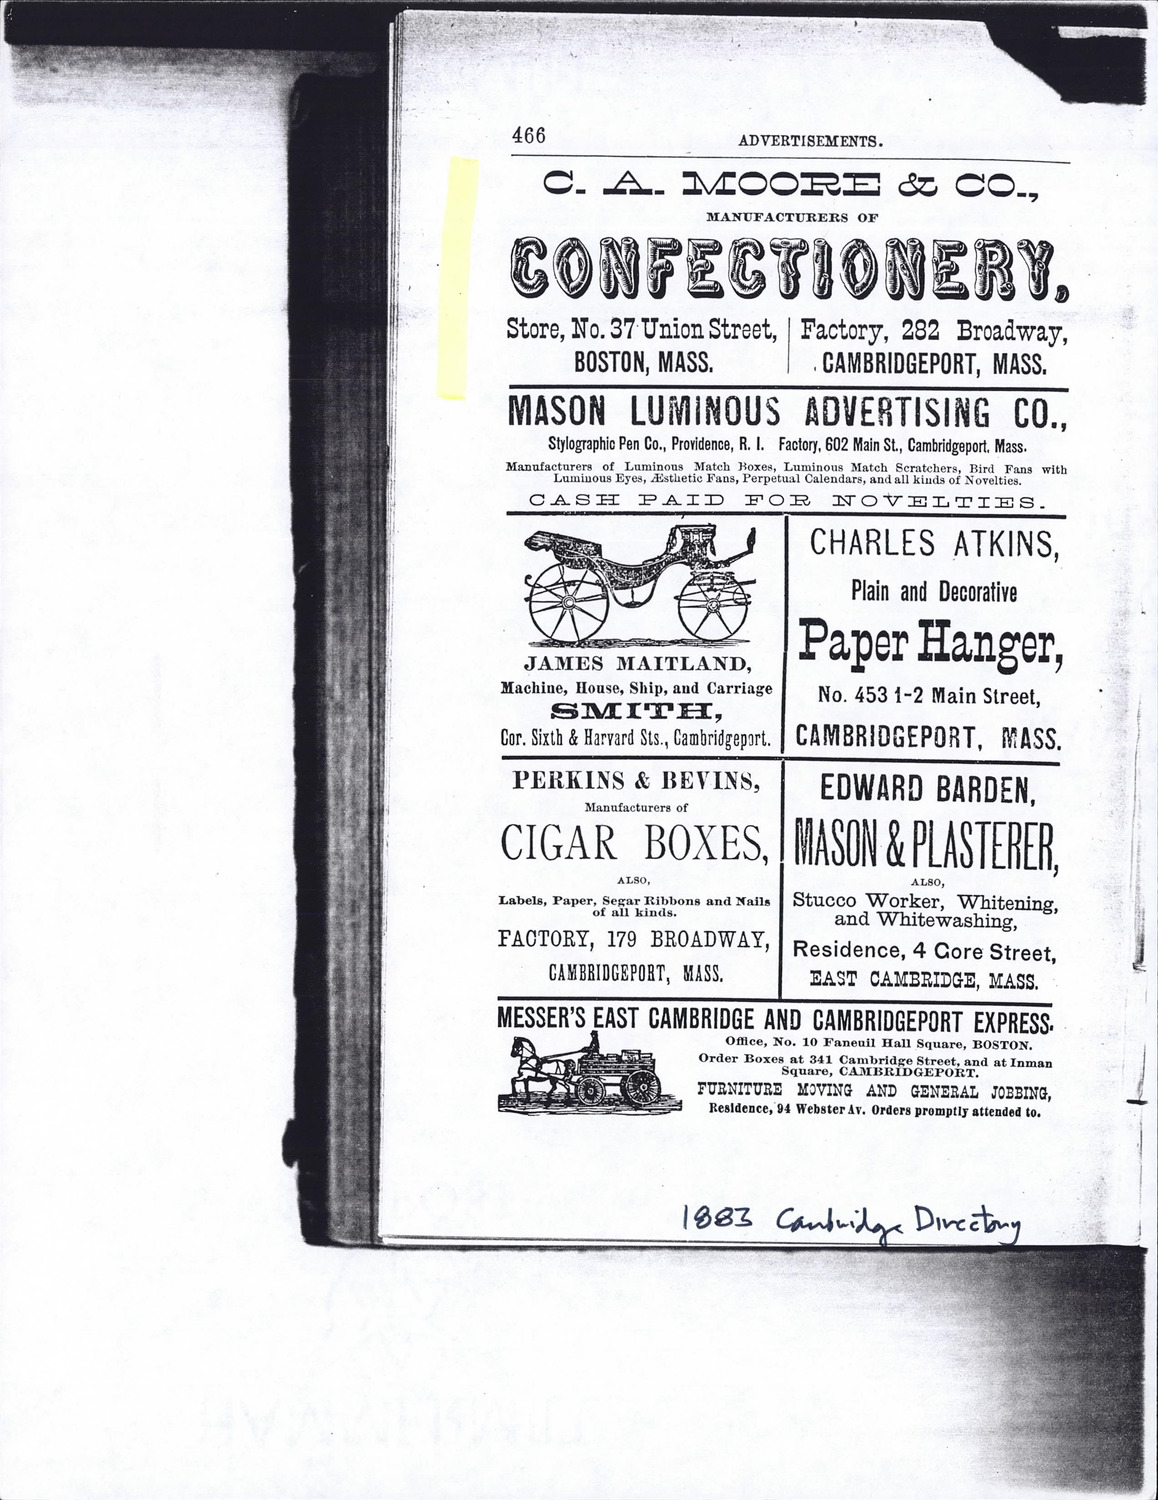 466
ADVERTISEMENTS.
C. A. MOORE & CO.,
MANUFACTURERS OF
CONFECTIONERY,
Store, No. 37 Union Street,
BOSTON, MASS.
Factory, 282 Broadway,
CAMBRIDGEPORT, MASS.
MASON LUMINOUS ADVERTISING CO.,
Stylographic Pen Co., Providence, R. I. Factory, 602 Main St., Cambridgeport, Mass.
Manufacturers of Luminous Match Boxes, Luminous Match Scratchers, Bird Fans with
Luminous Eyes, Æsthetic Fans, Perpetual Calendars, and all kinds of Novelties.
CASH PAID FOR NOVELTIES.
JAMES MAITLAND,
Machine, House, Ship, and Carriage
SMITH,
Cor. Sixth & Harvard Sts., Cambridgeport.
CHARLES ATKINS,
Plain and Decorative
Paper Hanger,
No. 453 1-2 Main Street,
CAMBRIDGEPORT, MASS.
PERKINS & BEVINS,
Manufacturers of
CIGAR BOXES,
ALSO,
Labels, Paper, Segar Ribbons and Nails
of all kinds.
FACTORY, 179 BROADWAY,
CAMBRIDGEPORT, MASS.
EDWARD BARDEN,
MASON & PLASTERER,
ALSO,
Stucco Worker, Whitening,
and Whitewashing,
Residence, 4 Gore Street,
EAST CAMBRIDGE, MASS.
MESSER'S EAST CAMBRIDGE AND CAMBRIDGEPORT EXPRESS.
Office, No. 10 Faneuil Hall Square, BOSTON.
Order Boxes at 341 Cambridge Street, and at Inman
Square, CAMBRIDGEPORT.
FURNITURE MOVING AND GENERAL JOBBING,
Residence, 94 Webster Av. Orders promptly attended to.
1883 Cambridge Directory